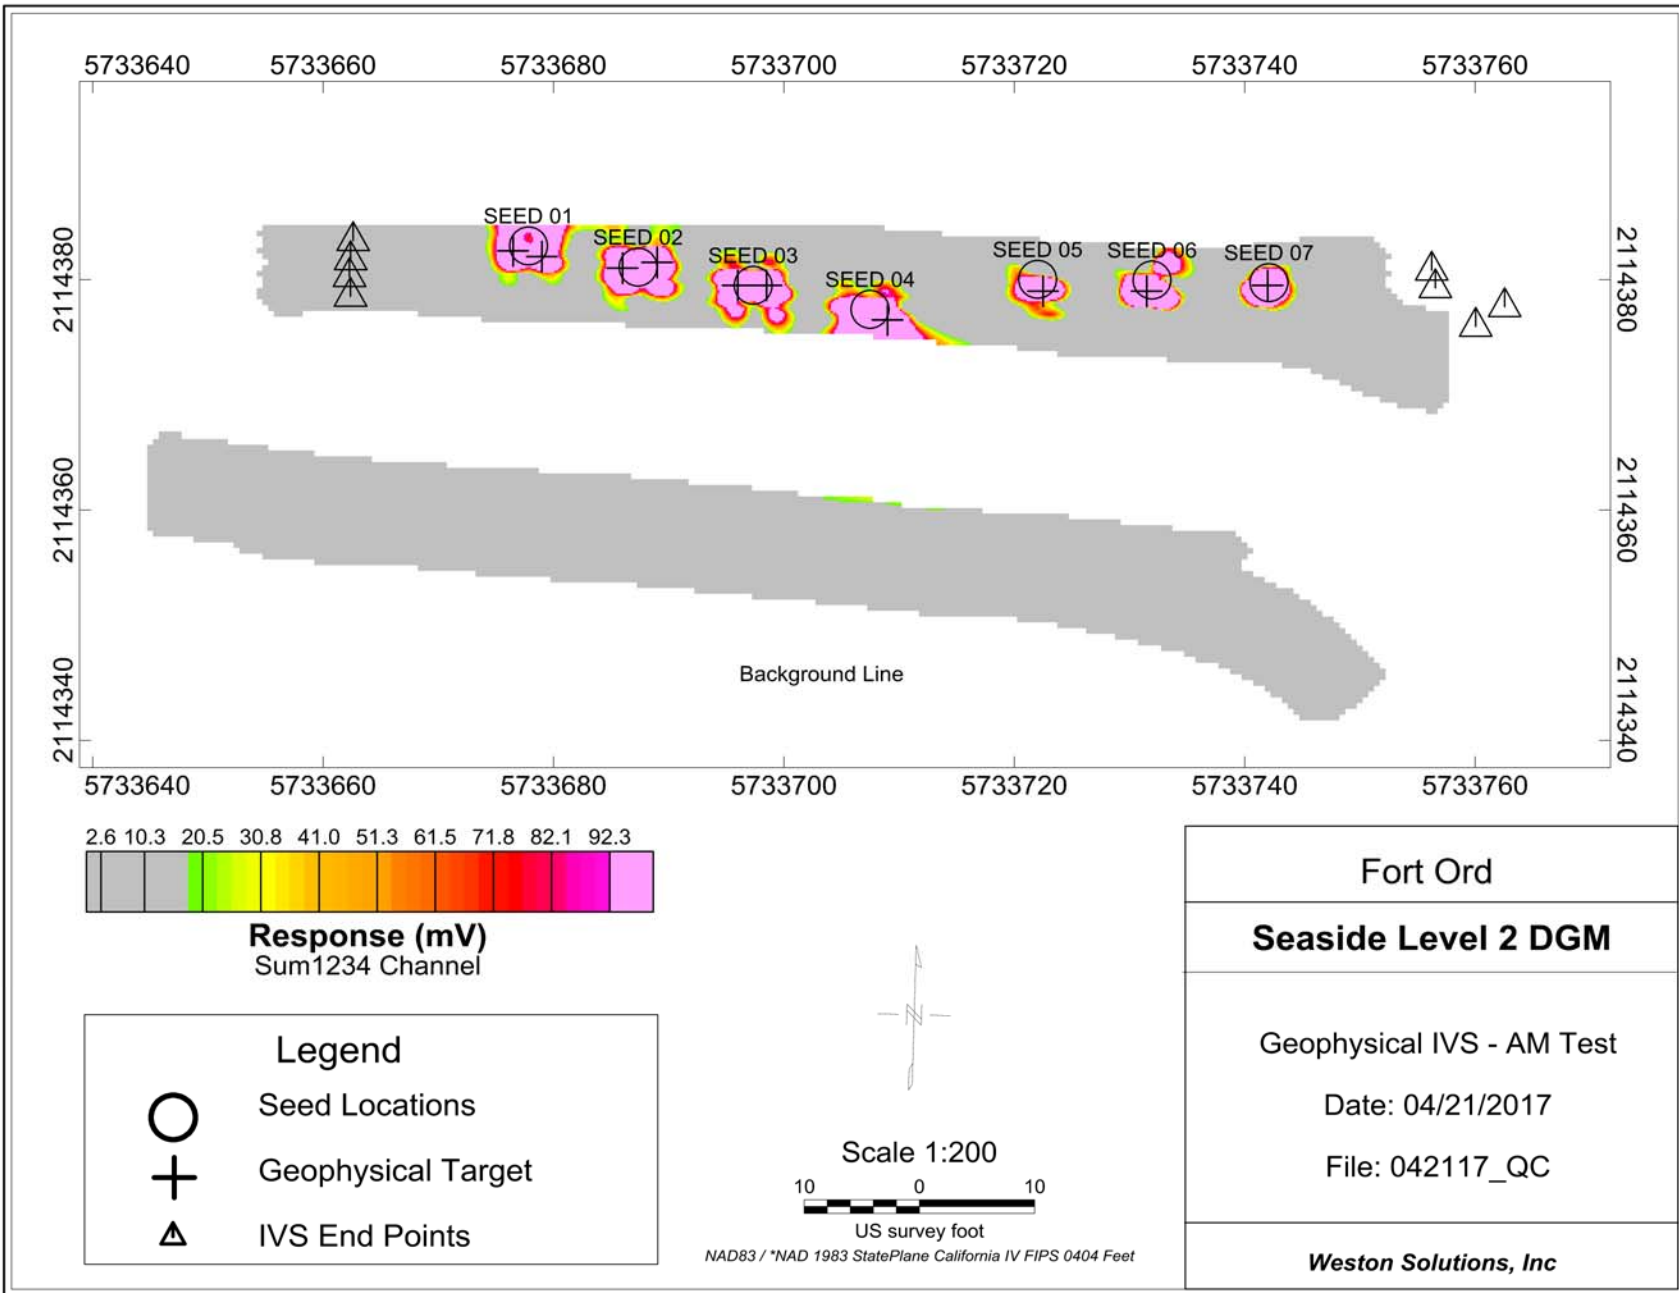 5733640 5733660 5733680 5733700 5733720 5733740 5733760
2114380
2114360
2114340
SEED 01
SEED 02
SEED 03
SEED 04
SEED 05
SEED 06
SEED 07
Background Line
2114380
2114360
2114340
5733640 5733660 5733680 5733700 5733720 5733740 5733760
2.6 10.3 20.5 30.8 41.0 51.3 61.5 71.8 82.1 92.3
Response (mV)
Sum1234 Channel
Legend
Seed Locations
Geophysical Target
IVS End Points
N
Scale 1:200
10 0 10
US survey foot
NAD83 / *NAD 1983 StatePlane California IV FIPS 0404 Feet
Fort Ord
Seaside Level 2 DGM
Geophysical IVS - AM Test
Date: 04/21/2017
File: 042117_QC
Weston Solutions, Inc